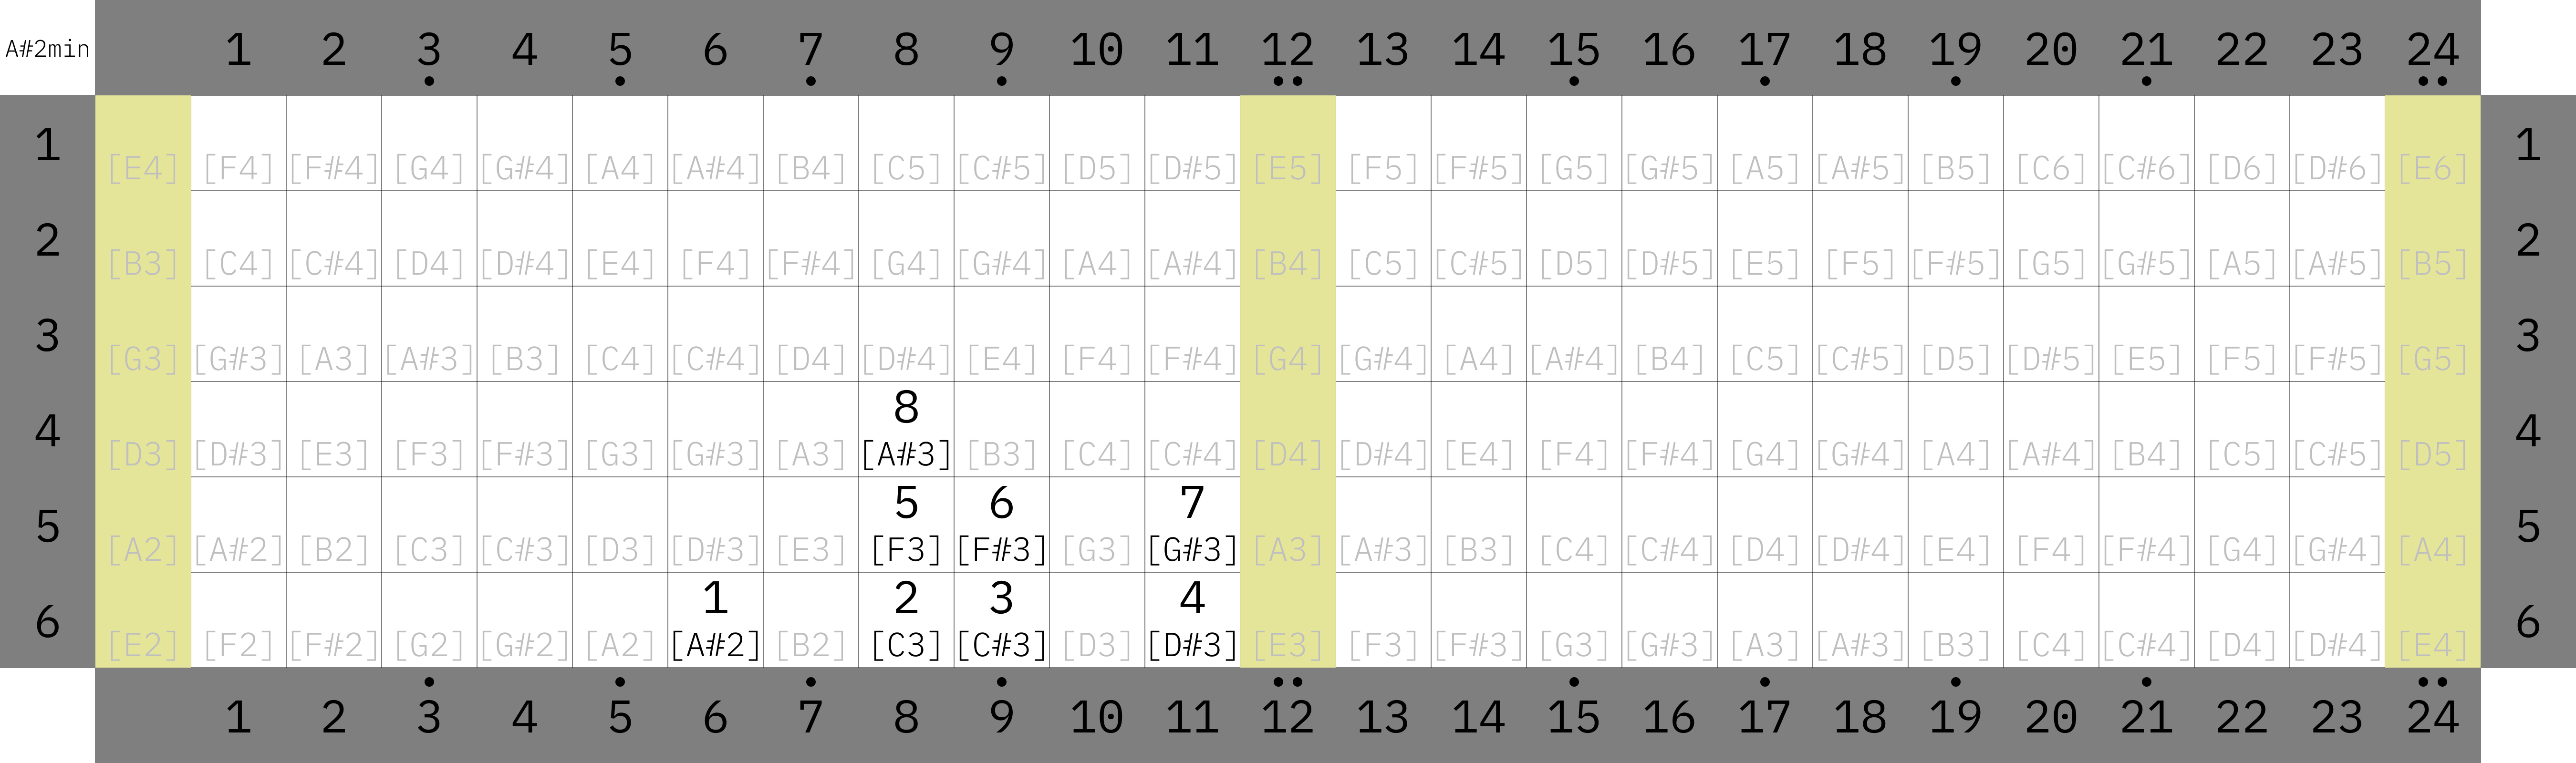 A#2min 1 2 3 4 5 6 7 8 9 10 11 12 13 14 15 16 17 18 19 20 21 22 23 24
1 [E4] [F4] [F#4] [G4] [G#4] [A4] [A#4] [B4] [C5] [C#5] [D5] [D#5] [E5] [F5] [F#5] [G5] [G#5] [A5] [A#5] [B5] [C6] [C#6] [D6] [D#6] [E6] 1
2 [B3] [C4] [C#4] [D4] [D#4] [E4] [F4] [F#4] [G4] [G#4] [A4] [A#4] [B4] [C5] [C#5] [D5] [D#5] [E5] [F5] [F#5] [G5] [G#5] [A5] [A#5] [B5] 2
3 [G3] [G#3] [A3] [A#3] [B3] [C4] [C#4] [D4] [D#4] [E4] [F4] [F#4] [G4] [G#4] [A4] [A#4] [B4] [C5] [C#5] [D5] [D#5] [E5] [F5] [F#5] [G5] 3
8
4 [D3] [D#3] [E3] [F3] [F#3] [G3] [G#3] [A3] [A#3] [B3] [C4] [C#4] [D4] [D#4] [E4] [F4] [F#4] [G4] [G#4] [A4] [A#4] [B4] [C5] [C#5] [D5] 4
5 6 7
5 [A2] [A#2] [B2] [C3] [C#3] [D3] [D#3] [E3] [F3] [F#3] [G3] [G#3] [A3] [A#3] [B3] [C4] [C#4] [D4] [D#4] [E4] [F4] [F#4] [G4] [G#4] [A4] 5
1 2 3 4
6 [E2] [F2] [F#2] [G2] [G#2] [A2] [A#2] [B2] [C3] [C#3] [D3] [D#3] [E3] [F3] [F#3] [G3] [G#3] [A3] [A#3] [B3] [C4] [C#4] [D4] [D#4] [E4] 6
1 2 3 4 5 6 7 8 9 10 11 12 13 14 15 16 17 18 19 20 21 22 23 24